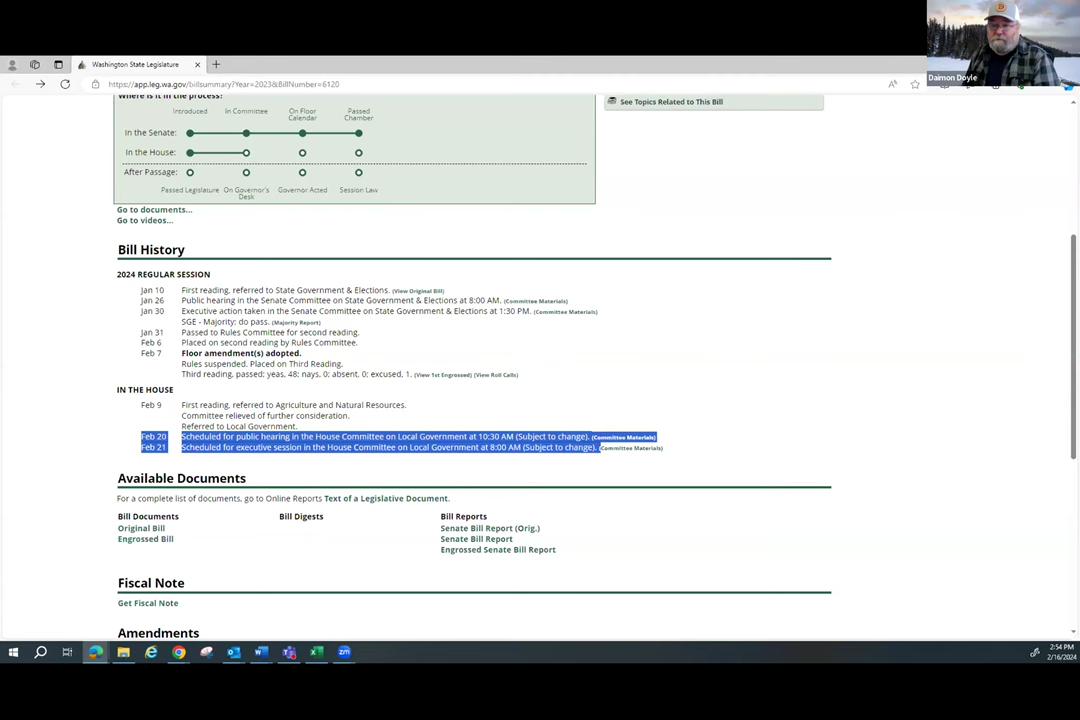 Daimon Doyle
Washington State Legislature
https://app.leg.wa.gov/billsummary?Year=2023&BillNumber=6120
Where is it in the process?
See Topics Related to This Bill
Introduced In Committee On Floor Calendar Passed Chamber
In the Senate:
In the House:
After Passage:
Passed Legislature On Governor's Desk Governor Acted Session Law
Go to documents...
Go to videos...
Bill History
2024 REGULAR SESSION
Jan 10 First reading, referred to State Government & Elections. (View Original Bill)
Jan 26 Public hearing in the Senate Committee on State Government & Elections at 8:00 AM. (Committee Materials)
Jan 30 Executive action taken in the Senate Committee on State Government & Elections at 1:30 PM. (Committee Materials)
SGE - Majority; do pass. (Majority Report)
Jan 31 Passed to Rules Committee for second reading.
Feb 6 Placed on second reading by Rules Committee.
Feb 7 Floor amendment(s) adopted.
Rules suspended. Placed on Third Reading.
Third reading, passed; yeas, 48; nays, 0; absent, 0; excused, 1. (View 1st Engrossed) (View Roll Calls)
IN THE HOUSE
Feb 9 First reading, referred to Agriculture and Natural Resources.
Committee relieved of further consideration.
Referred to Local Government.
Feb 20 Scheduled for public hearing in the House Committee on Local Government at 10:30 AM (Subject to change). (Committee Materials)
Feb 21 Scheduled for executive session in the House Committee on Local Government at 8:00 AM (Subject to change). (Committee Materials)
Available Documents
For a complete list of documents, go to Online Reports Text of a Legislative Document.
Bill Documents Bill Digests Bill Reports
Original Bill Senate Bill Report (Orig.)
Engrossed Bill Senate Bill Report
Engrossed Senate Bill Report
Fiscal Note
Get Fiscal Note
Amendments
2:54 PM
2/16/2024